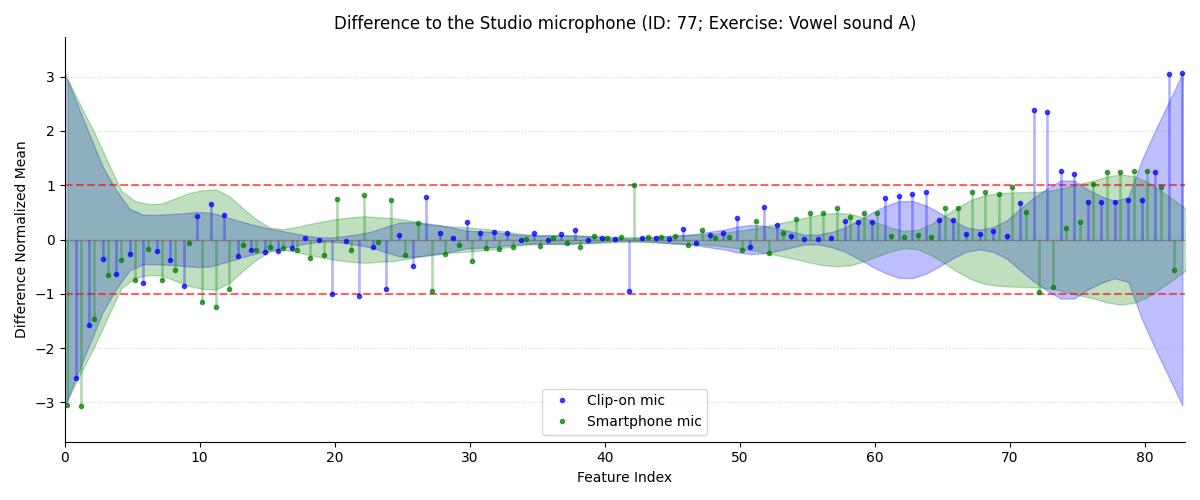 Difference to the Studio microphone (ID: 77; Exercise: Vowel sound A)
Difference Normalized Mean
3
2
1
0
−1
−2
−3
0 10 20 30 40 50 60 70 80
Feature Index
Clip-on mic
Smartphone mic